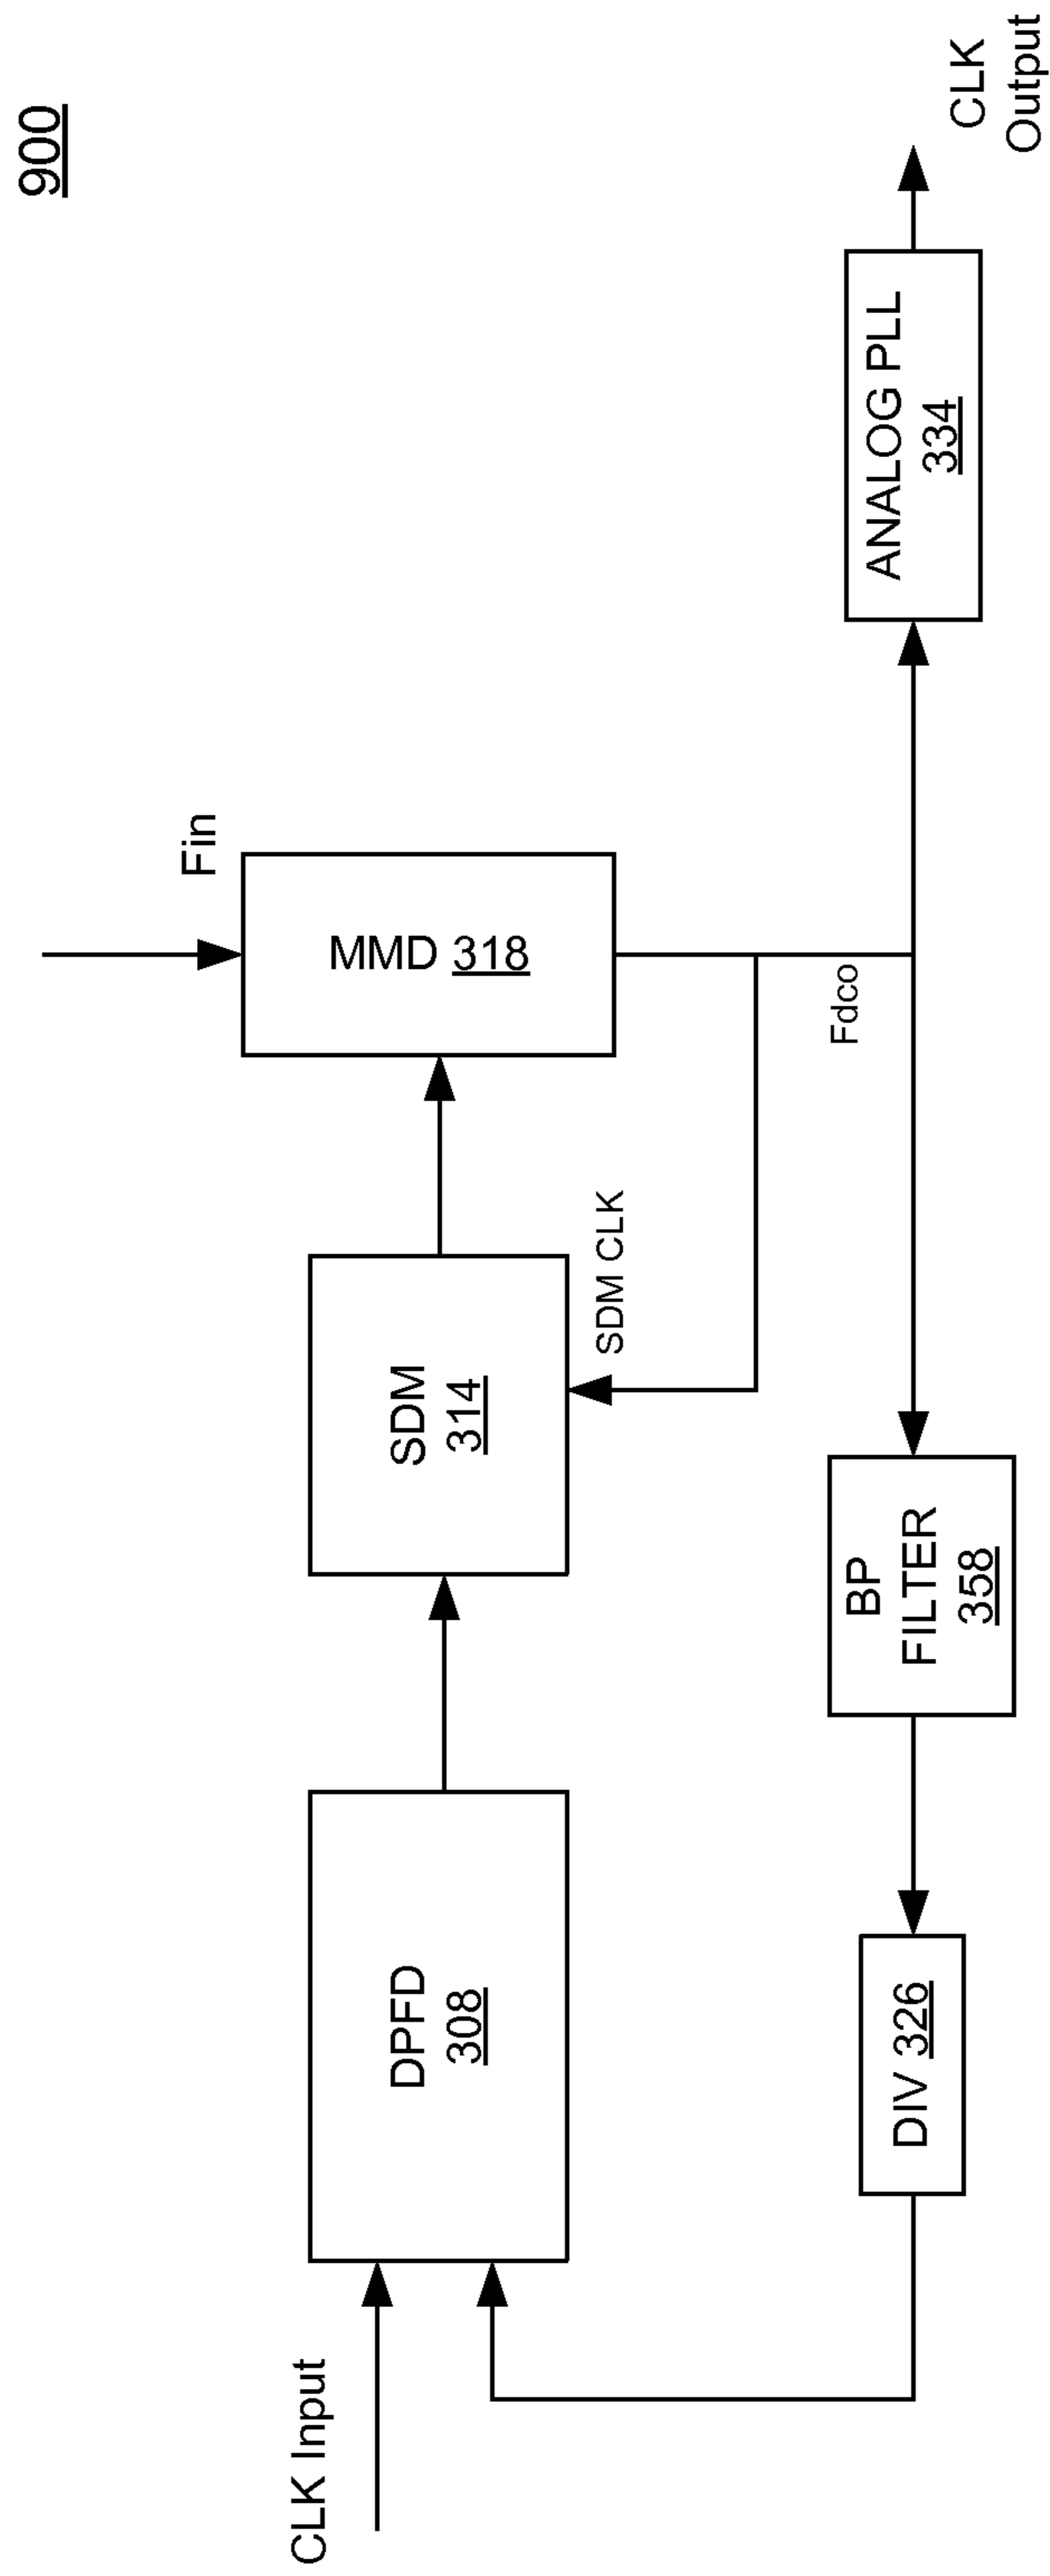 900
Fin
CLK Input
DPFD
308
SDM
314
MMD 318
SDM CLK
Fdco
DIV 326
BP
FILTER
358
ANALOG PLL
334
CLK
Output